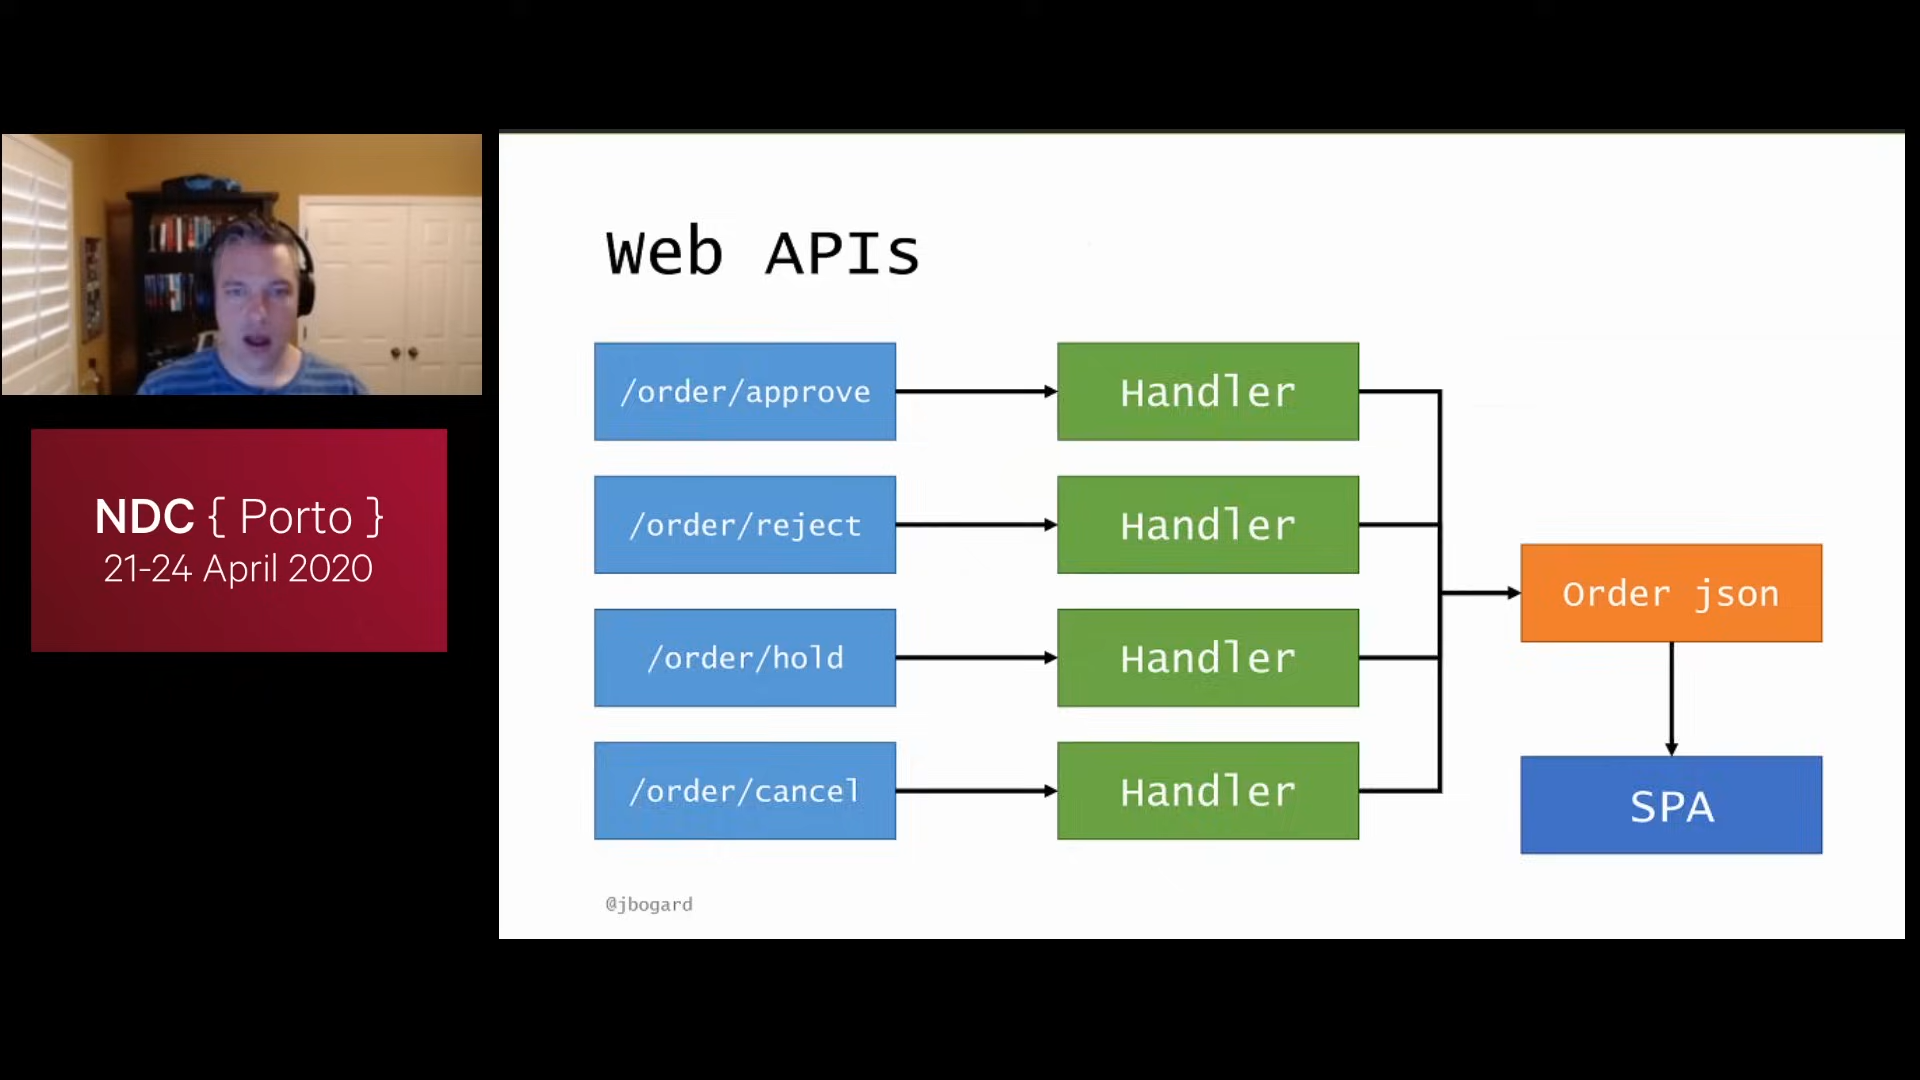 NDC { Porto }
21-24 April 2020
Web APIs
/order/approve
Handler
/order/reject
Handler
/order/hold
Handler
/order/cancel
Handler
Order json
SPA
@jbogard